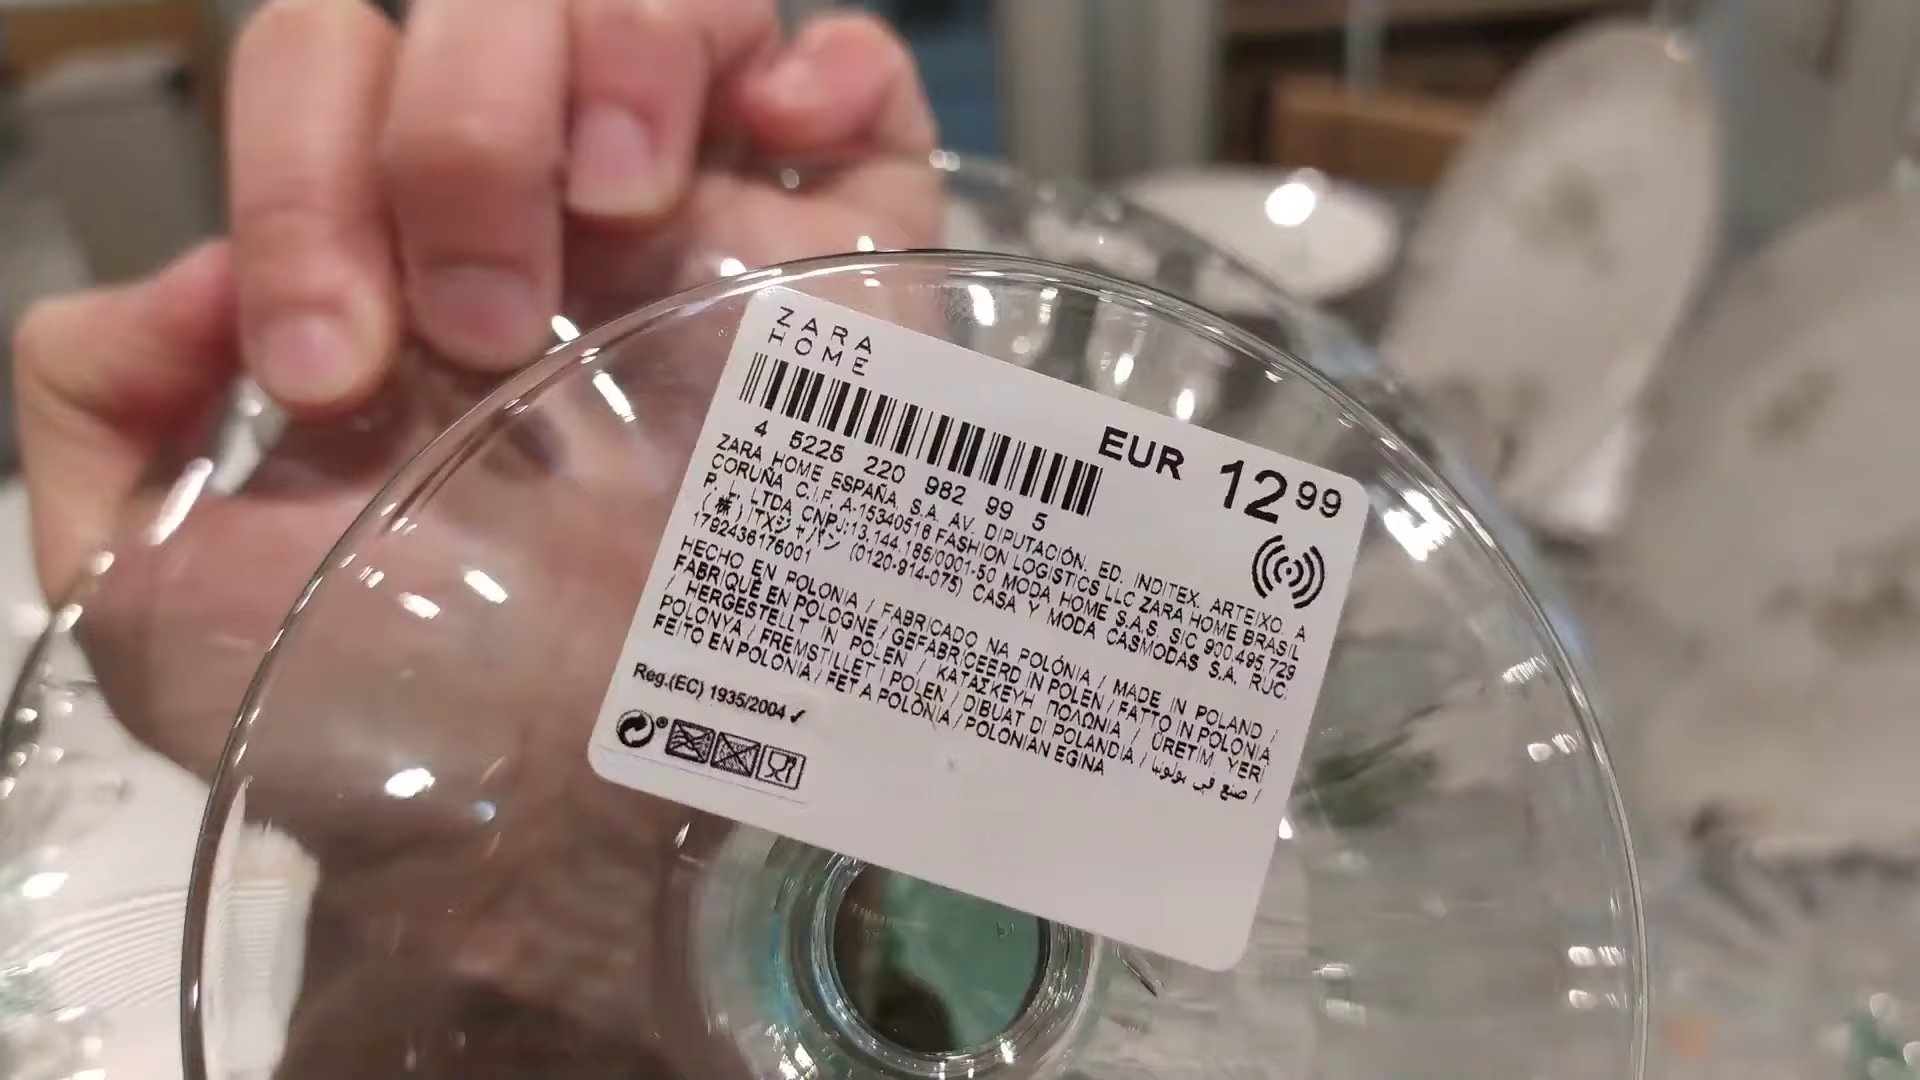 ZARA
HOME
EUR 12 99
4 5225 220 982 99 5
ZARA HOME ESPAÑA S.A. AV. DIPUTACIÓN. ED. INDITEX. ARTEIXO. A
CORUÑA C.I.F. A-15340518 FASHION LOGISTICS LLC ZARA HOME BRASIL
P. I. LTDA CNPJ:13.144.185/0001-50 MODA HOME S.A.S. SIC 900.495.729
(株)ITXジャパン (0120-914-075) CASA Y MODA CASMODAS S.A. RUC.
1792436176001
HECHO EN POLONIA / FABRICADO NA POLÓNIA / MADE IN POLAND /
FABRIQUÉ EN POLOGNE / GEFABRICEERD IN POLEN / FATTO IN POLONIA
/ HERGESTELLT IN POLEN / ΚΑΤΑΣΚΕΥΗ ΠΟΛΩΝΙΑ / ÜRETİM YERİ
POLONYA / FREMSTILLET I POLEN / DIBUAT DI POLANDIA / صنع في بولونيا /
FEITO EN POLONIA / FET A POLÒNIA / POLONIAN EGINA
Reg.(EC) 1935/2004 ✓